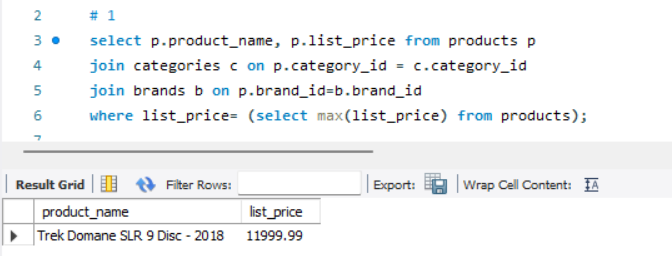 2 # 1
3 select p.product_name, p.list_price from products p
4 join categories c on p.category_id = c.category_id
5 join brands b on p.brand_id=b.brand_id
6 where list_price= (select max(list_price) from products);
7
Result Grid Filter Rows: Export: Wrap Cell Content: IA
product_name list_price
Trek Domane SLR 9 Disc - 2018 11999.99